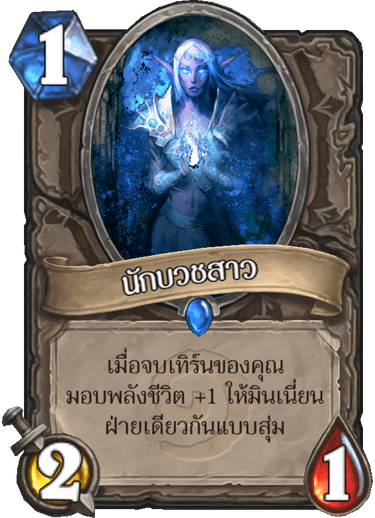 1
นักบวชสาว
เมื่อจบเทิร์นของคุณ
มอบพลังชีวิต +1 ให้มินเนี่ยน
ฝ่ายเดียวกันแบบสุ่ม
2
1